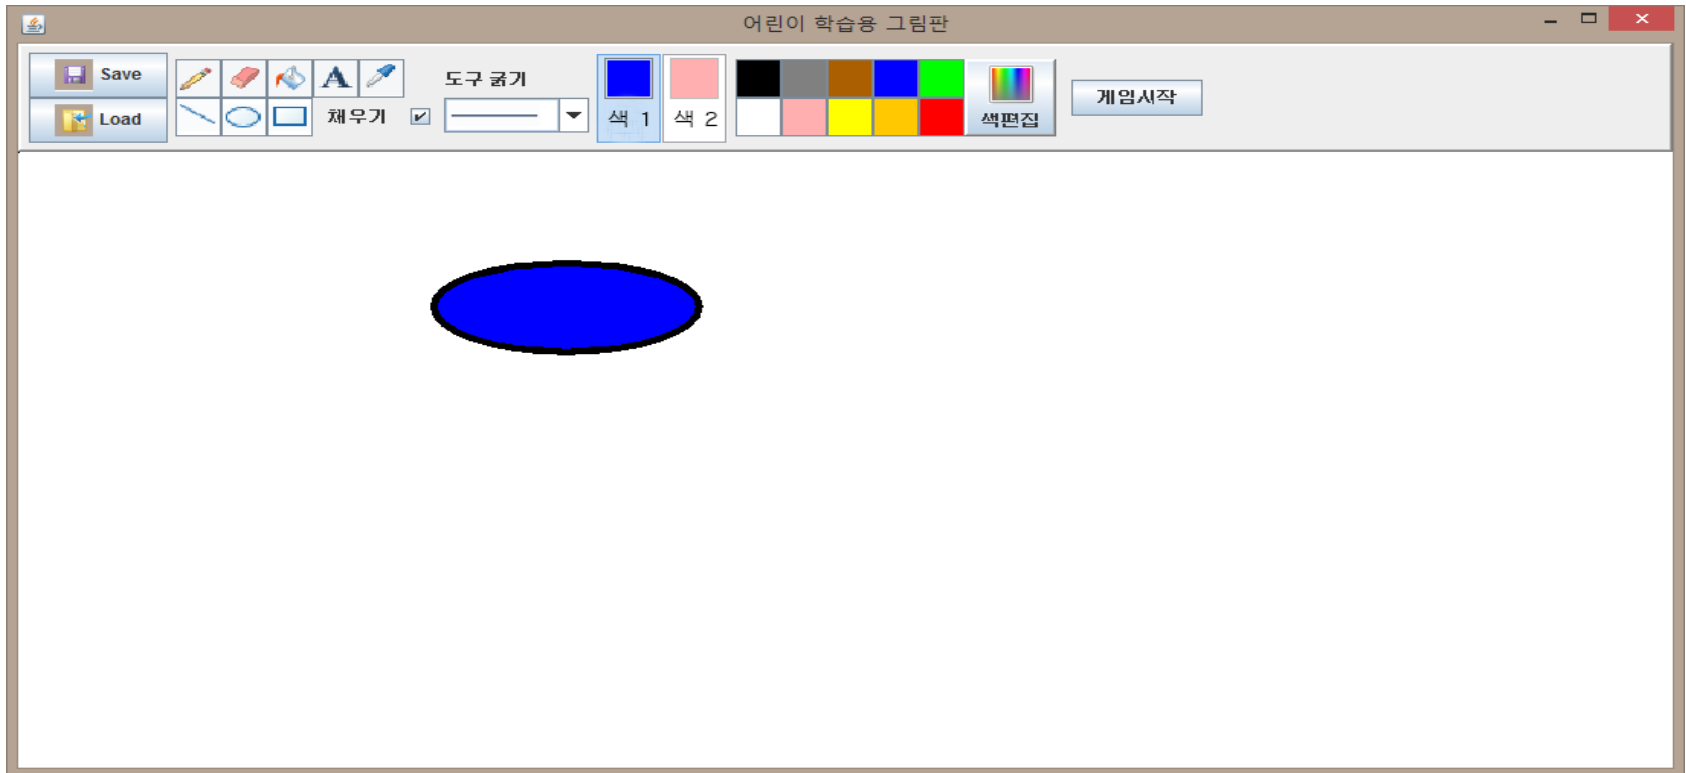 어린이 학습용 그림판
Save
Load
A
채우기
도구 굵기
색 1
색 2
색편집
게임시작